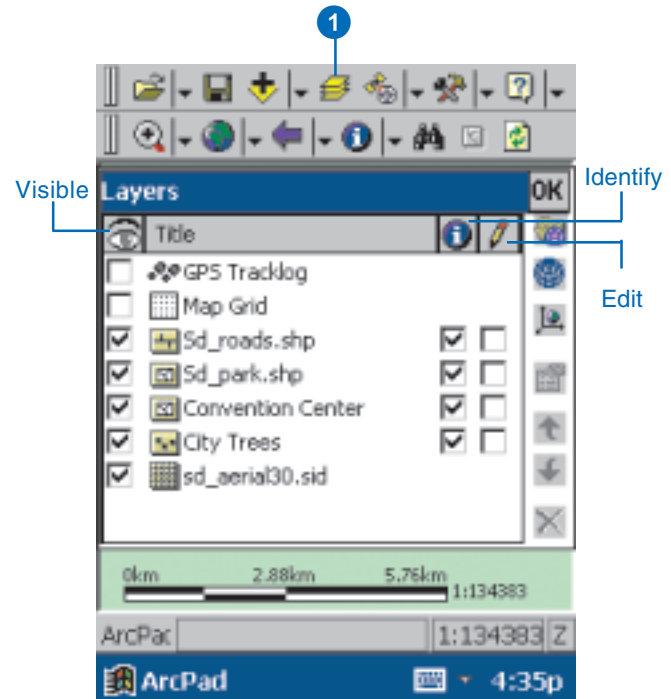 1
Visible
Identify
Edit
Layers OK
Title
GPS Tracklog
Map Grid
Sd_roads.shp
Sd_park.shp
Convention Center
City Trees
sd_aerial30.sid
0km 2.88km 5.76km
1:134383
ArcPac 1:134383 Z
ArcPad 4:35p